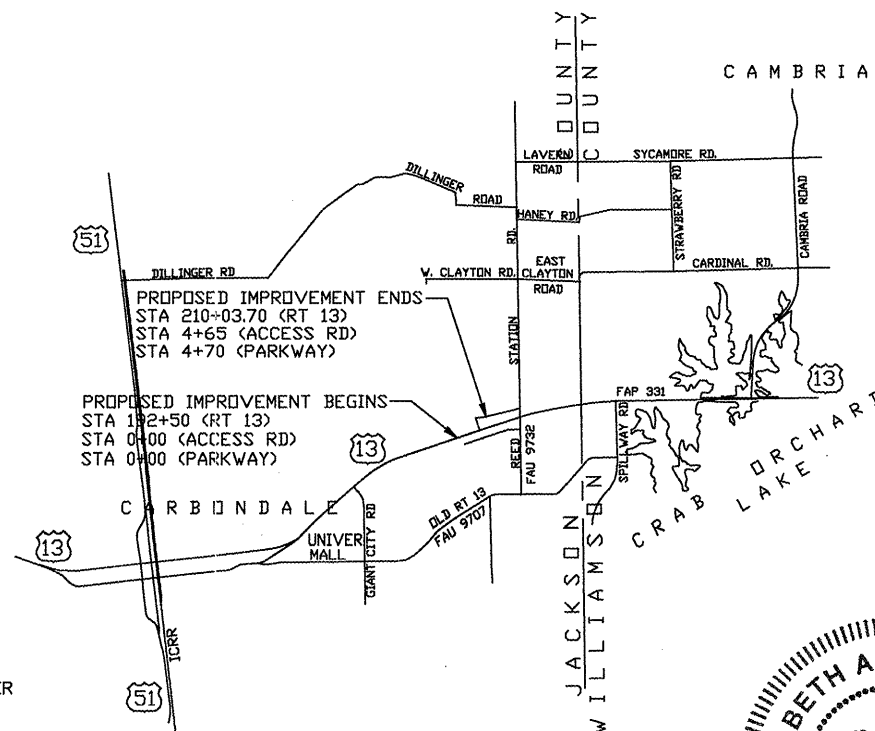 COUNTY
COUNTY
CAMBRIA
LAVERN
ROAD
SYCAMORE RD.
DILLINGER
ROAD
HANEY RD.
STRAWBERRY RD
CAMBRIA ROAD
51
RD.
DILLINGER RD
W. CLAYTON RD.
EAST
CLAYTON
ROAD
CARDINAL RD.
PROPOSED IMPROVEMENT ENDS
STA 210+03.70 (RT 13)
STA 4+65 (ACCESS RD)
STA 4+70 (PARKWAY)
STATION
PROPOSED IMPROVEMENT BEGINS
STA 192+50 (RT 13)
STA 0+00 (ACCESS RD)
STA 0+00 (PARKWAY)
FAP 331
13
13
REED
FAU 9732
SPILLWAY RD
CRAB ORCHARD
LAKE
CARBONDALE
OLD RT 13
FAU 9707
UNIVER
MALL
GIANT CITY RD
13
JACKSON
WILLIAMSON
ICRR
51
ER
BETH A